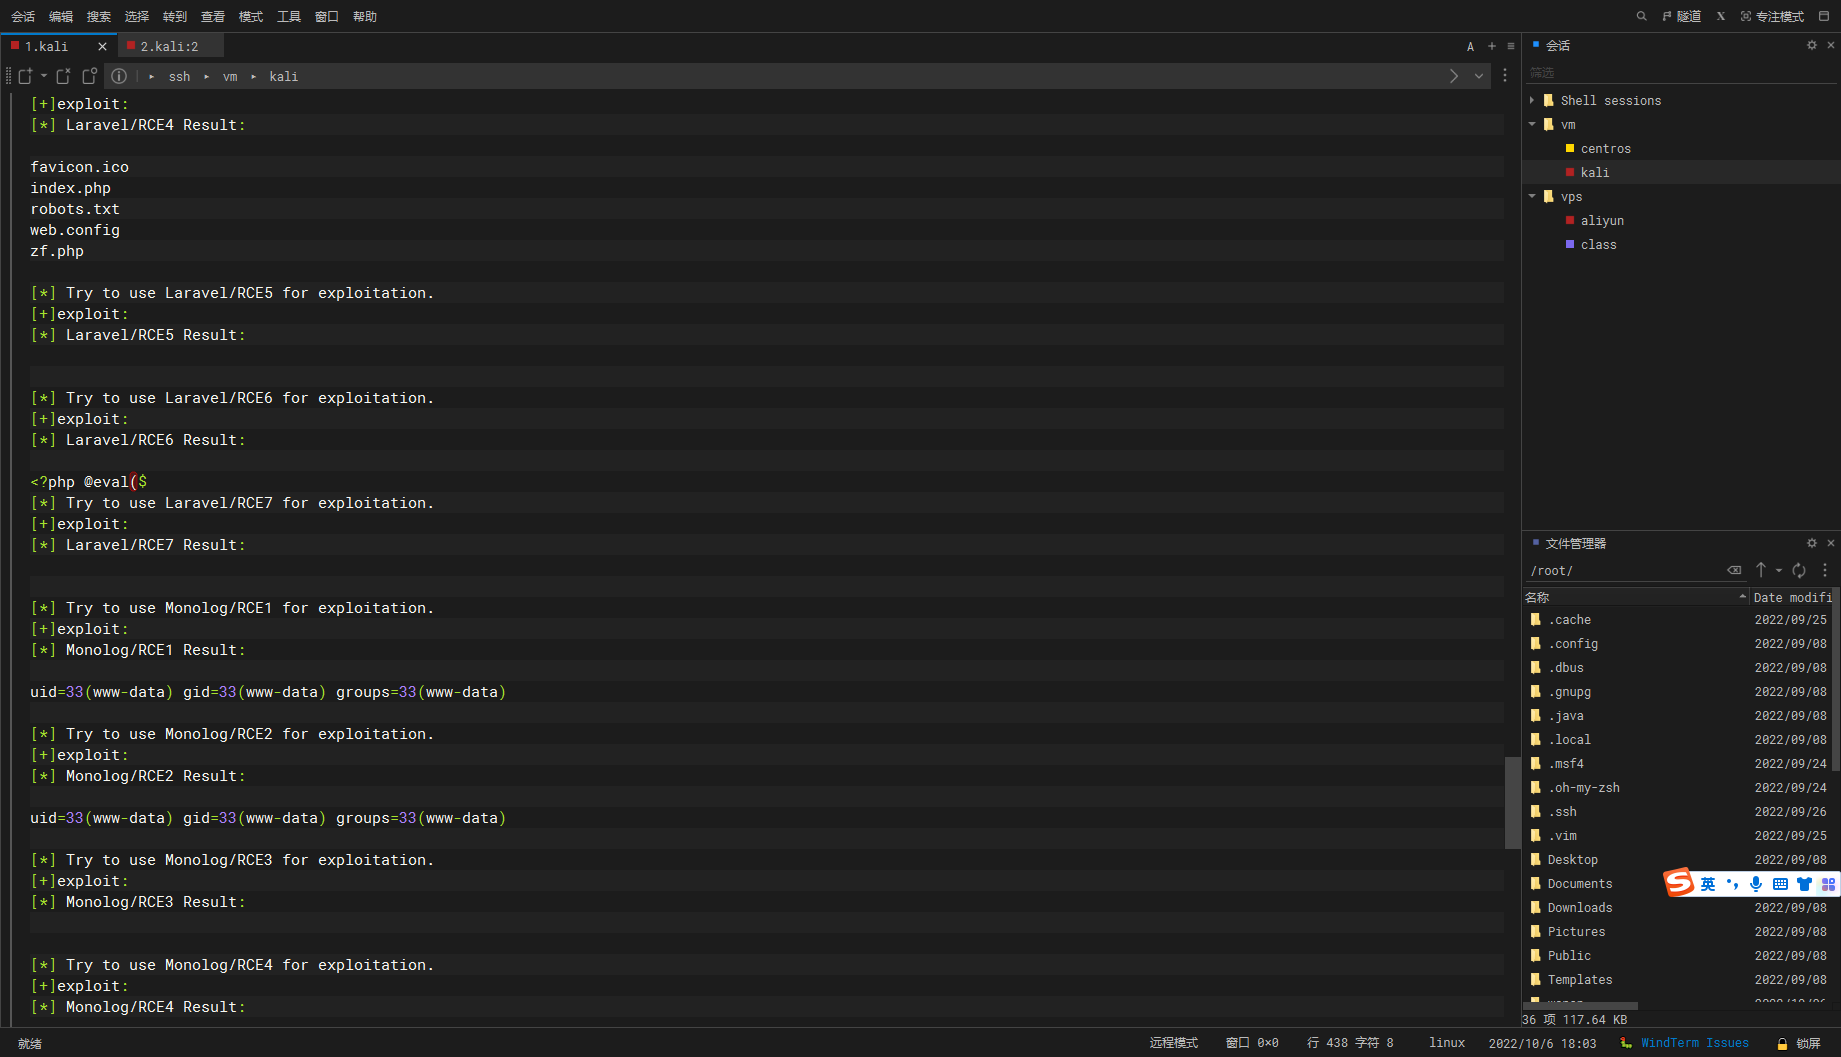 会话 编辑 搜索 选择 转到 查看 模式 工具 窗口 帮助
隧道 X 专注模式
1.kali
2.kali:2
A
ssh vm kali
[+]exploit:
[*] Laravel/RCE4 Result:
favicon.ico
index.php
robots.txt
web.config
zf.php
[*] Try to use Laravel/RCE5 for exploitation.
[+]exploit:
[*] Laravel/RCE5 Result:
[*] Try to use Laravel/RCE6 for exploitation.
[+]exploit:
[*] Laravel/RCE6 Result:
<?php @eval($
[*] Try to use Laravel/RCE7 for exploitation.
[+]exploit:
[*] Laravel/RCE7 Result:
[*] Try to use Monolog/RCE1 for exploitation.
[+]exploit:
[*] Monolog/RCE1 Result:
uid=33(www-data) gid=33(www-data) groups=33(www-data)
[*] Try to use Monolog/RCE2 for exploitation.
[+]exploit:
[*] Monolog/RCE2 Result:
uid=33(www-data) gid=33(www-data) groups=33(www-data)
[*] Try to use Monolog/RCE3 for exploitation.
[+]exploit:
[*] Monolog/RCE3 Result:
[*] Try to use Monolog/RCE4 for exploitation.
[+]exploit:
[*] Monolog/RCE4 Result:
会话
筛选
Shell sessions
vm
centros
kali
vps
aliyun
class
文件管理器
/root/
名称 Date modifi
.cache 2022/09/25
.config 2022/09/08
.dbus 2022/09/08
.gnupg 2022/09/08
.java 2022/09/08
.local 2022/09/08
.msf4 2022/09/24
.oh-my-zsh 2022/09/24
.ssh 2022/09/26
.vim 2022/09/25
Desktop 2022/09/08
Documents
英
Downloads 2022/09/08
Pictures 2022/09/08
Public 2022/09/08
Templates 2022/09/08
36 项 117.64 KB
就绪
远程模式 窗口 0×0 行 438 字符 8 linux 2022/10/6 18:03 WindTerm Issues 锁屏